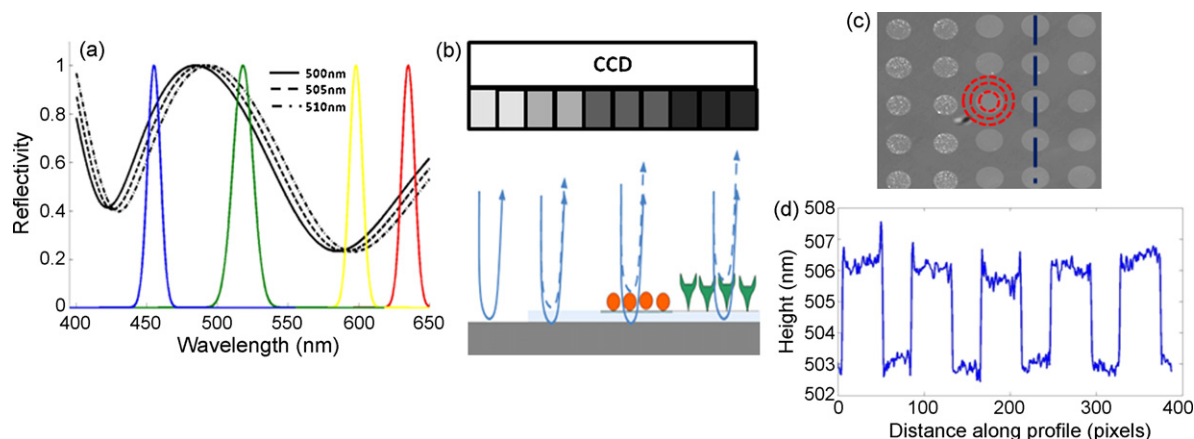 (a)
500nm
505nm
510nm
Reflectivity
1
0.8
0.6
0.4
0.2
0
400 450 500 550 600 650
Wavelength (nm)
(b)
CCD
(c)
(d)
Height (nm)
508
507
506
505
504
503
502
0 100 200 300 400
Distance along profile (pixels)